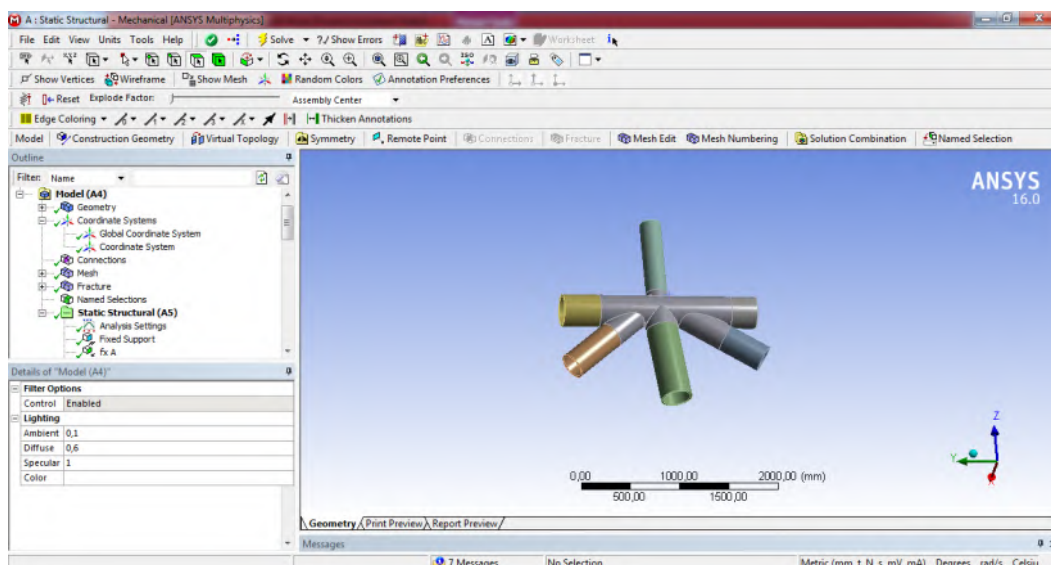 A : Static Structural - Mechanical [ANSYS Multiphysics]
File Edit View Units Tools Help Solve ?/ Show Errors A Worksheet
Show Vertices Wireframe Show Mesh Random Colors Annotation Preferences
Reset Explode Factor: Assembly Center
Edge Coloring Thicken Annotations
Model Construction Geometry Virtual Topology Symmetry Remote Point Connections Fracture Mesh Edit Mesh Numbering Solution Combination Named Selection
Outline
Filter: Name
Model (A4)
Geometry
Coordinate Systems
Global Coordinate System
Coordinate System
Connections
Mesh
Fracture
Named Selections
Static Structural (A5)
Analysis Settings
Fixed Support
fx A
Details of "Model (A4)"
Filter Options
Control Enabled
Lighting
Ambient 0,1
Diffuse 0,6
Specular 1
Color
ANSYS
16.0
Z
Y
X
0,00 1000,00 2000,00 (mm)
500,00 1500,00
Geometry Print Preview Report Preview
Messages
7 Messages No Selection Metric (mm, t, N, s, mV, mA) Degrees rad/s Celsiu